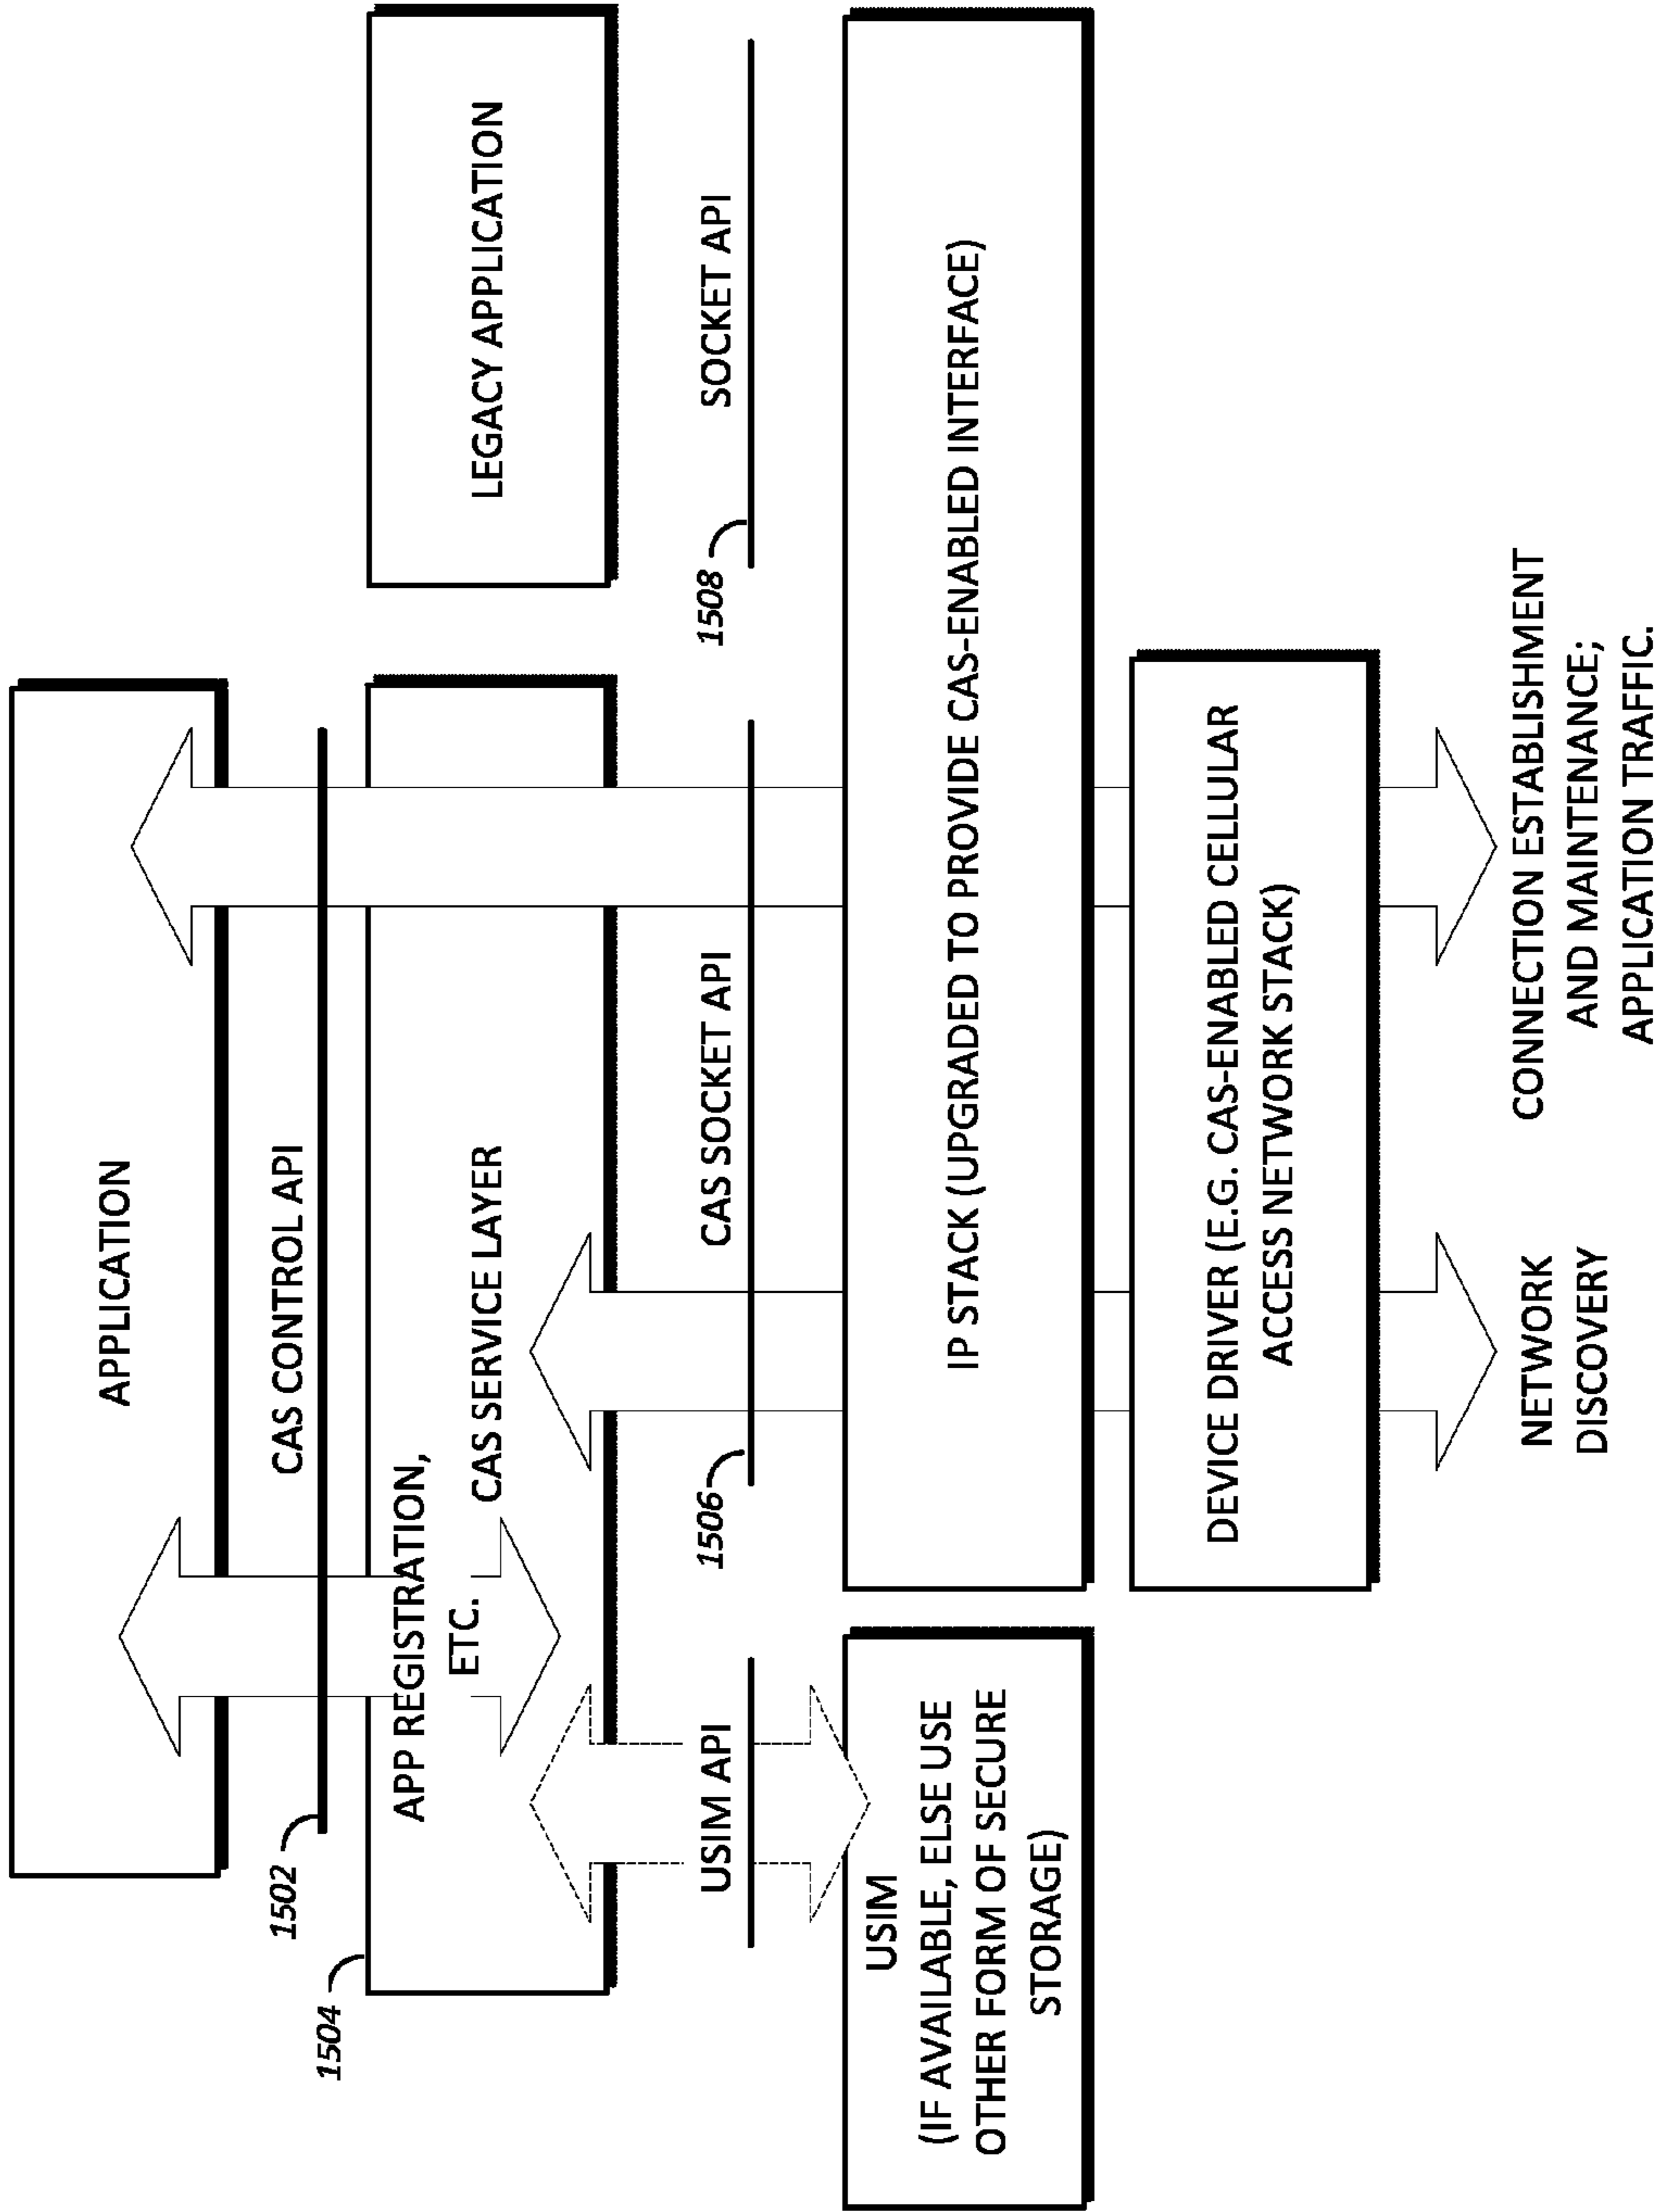 APPLICATION
1502
CAS CONTROL API
1504
APP REGISTRATION,
ETC.
CAS SERVICE LAYER
LEGACY APPLICATION
USIM API
1506
CAS SOCKET API
1508
SOCKET API
USIM
(IF AVAILABLE, ELSE USE
OTHER FORM OF SECURE
STORAGE)
IP STACK (UPGRADED TO PROVIDE CAS-ENABLED INTERFACE)
DEVICE DRIVER (E.G. CAS-ENABLED CELLULAR
ACCESS NETWORK STACK)
NETWORK
DISCOVERY
CONNECTION ESTABLISHMENT
AND MAINTENANCE;
APPLICATION TRAFFIC.